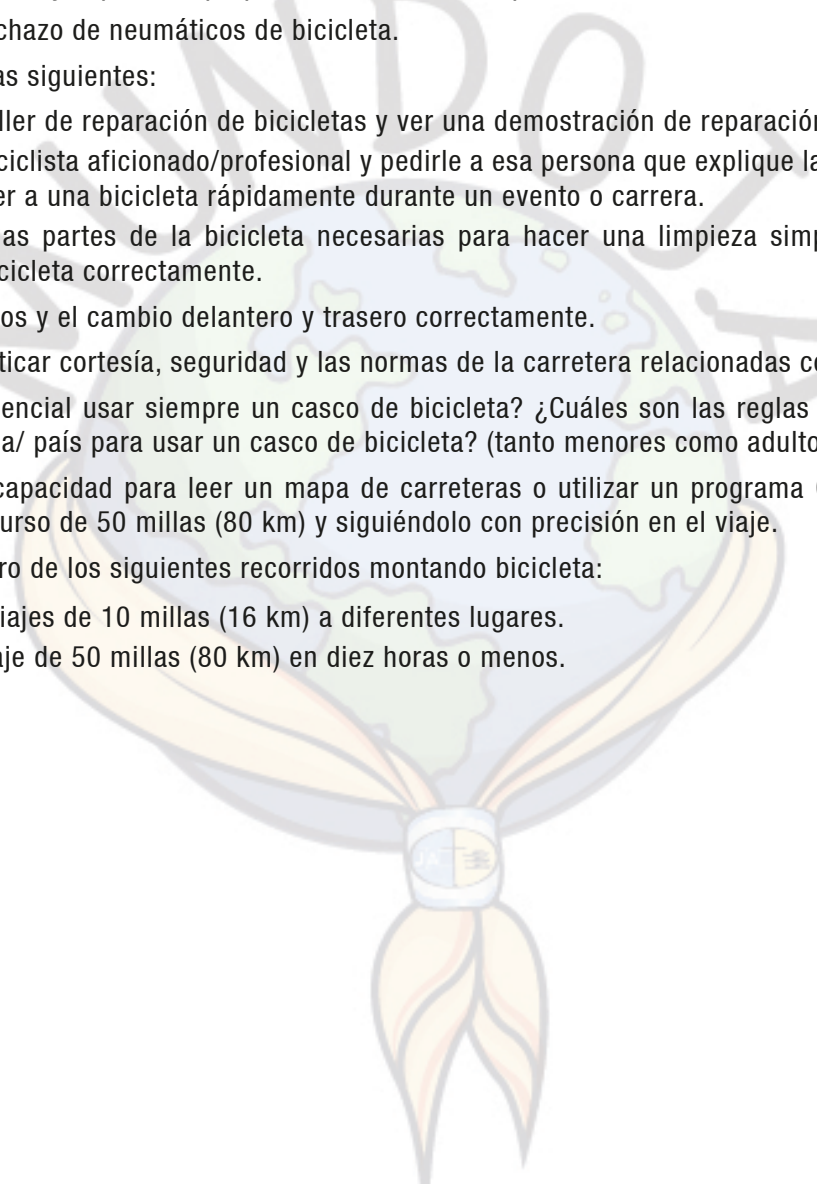 MUNDO JA
chazo de neumáticos de bicicleta.
as siguientes:
ller de reparación de bicicletas y ver una demostración de reparación
ciclista aficionado/profesional y pedirle a esa persona que explique la
er a una bicicleta rápidamente durante un evento o carrera.
as partes de la bicicleta necesarias para hacer una limpieza simp
cicleta correctamente.
os y el cambio delantero y trasero correctamente.
ticar cortesía, seguridad y las normas de la carretera relacionadas co
encial usar siempre un casco de bicicleta? ¿Cuáles son las reglas
a/ país para usar un casco de bicicleta? (tanto menores como adulto
capacidad para leer un mapa de carreteras o utilizar un programa
urso de 50 millas (80 km) y siguiéndolo con precisión en el viaje.
ro de los siguientes recorridos montando bicicleta:
iajes de 10 millas (16 km) a diferentes lugares.
aje de 50 millas (80 km) en diez horas o menos.
JA